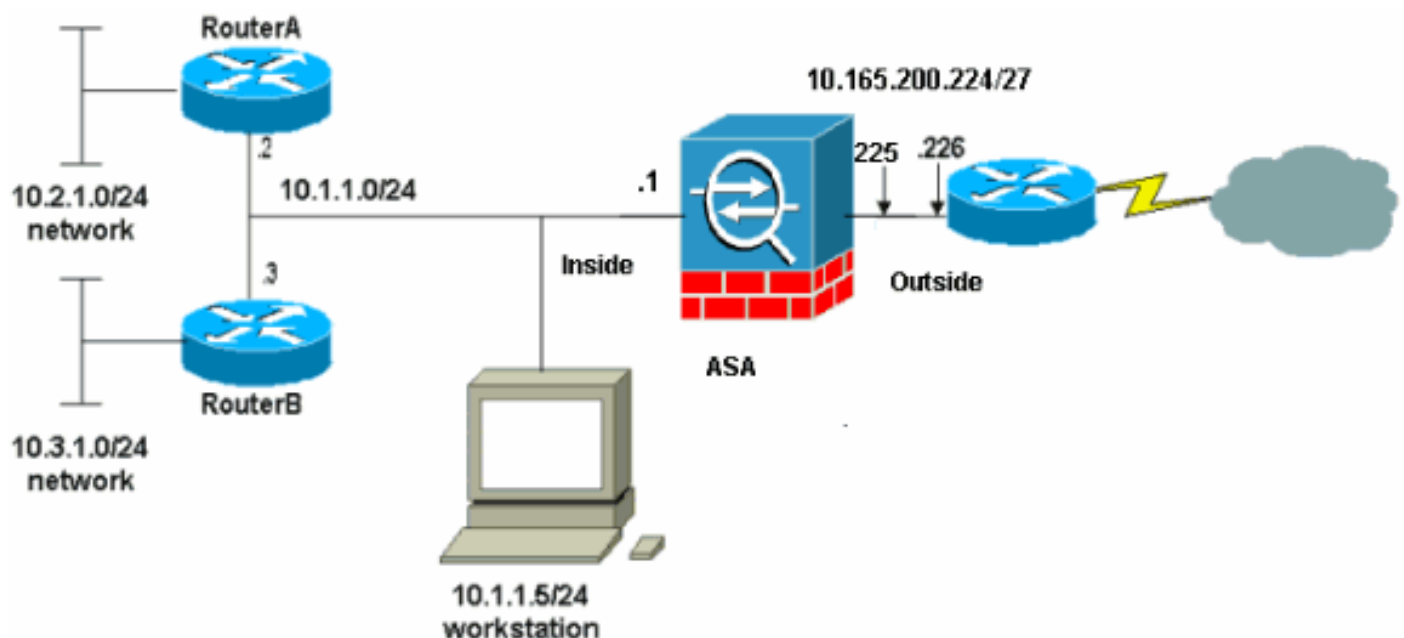 RouterA
10.165.200.224/27
.2
225
.226
10.2.1.0/24
network
10.1.1.0/24
.1
.3
Inside
Outside
ASA
RouterB
10.3.1.0/24
network
10.1.1.5/24
workstation